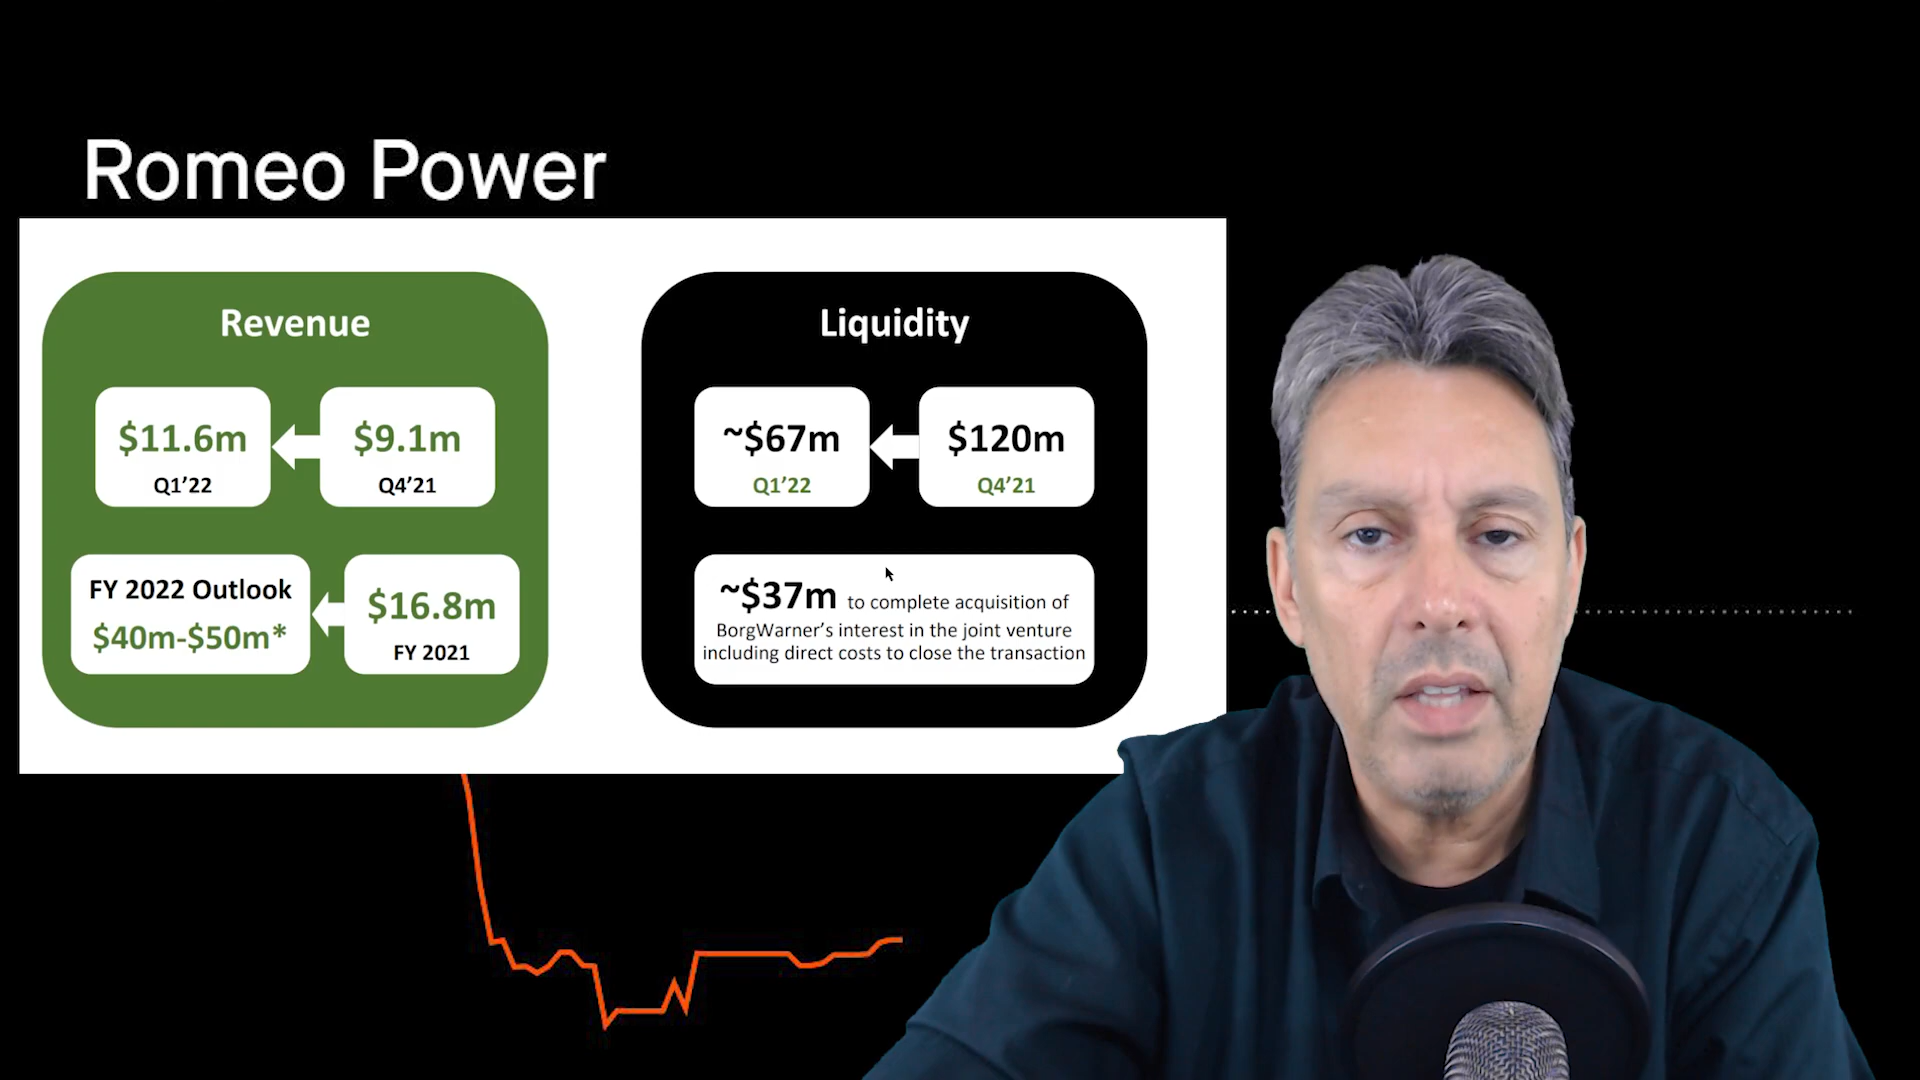 Romeo Power
Revenue
$11.6m
Q1’22
$9.1m
Q4’21
FY 2022 Outlook
$40m-$50m*
$16.8m
FY 2021
Liquidity
~$67m
Q1’22
$120m
Q4’21
~$37m to complete acquisition of
BorgWarner’s interest in the joint venture
including direct costs to close the transaction